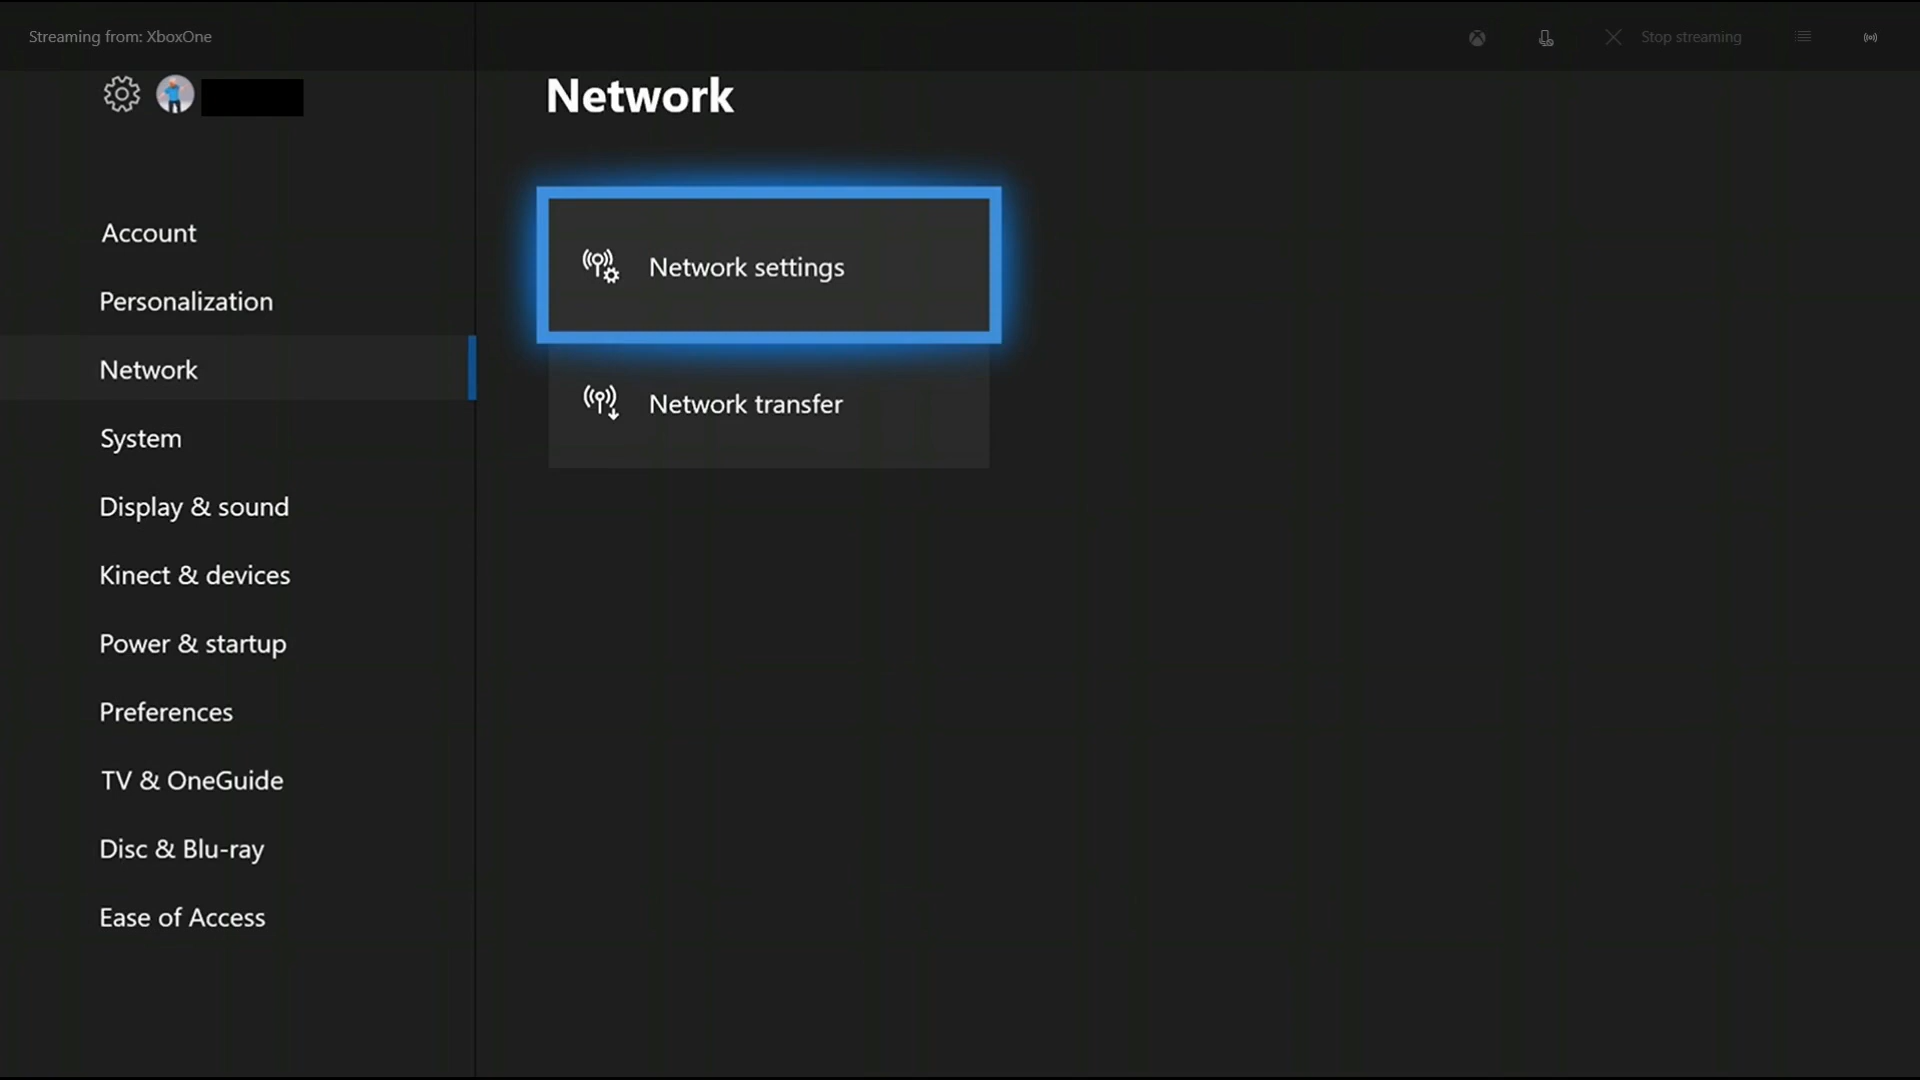 Streaming from: XboxOne
Stop streaming
Network
Account
Personalization
Network
System
Display & sound
Kinect & devices
Power & startup
Preferences
TV & OneGuide
Disc & Blu-ray
Ease of Access
Network settings
Network transfer